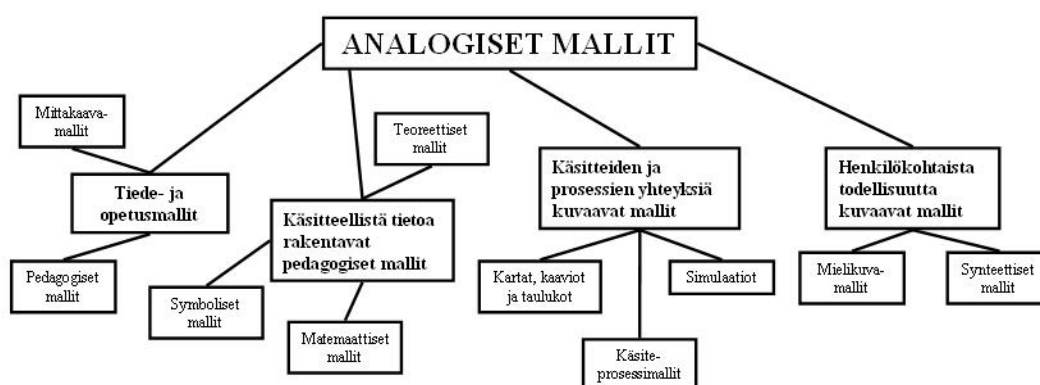 ANALOGISET MALLIT
Mittakaava-
mallit
Teoreettiset
mallit
Tiede- ja
opetusmallit
Käsitteellistä tietoa
rakentavat
pedagogiset mallit
Käsitteiden ja
prosessien yhteyksiä
kuvaavat mallit
Henkilökohtaista
todellisuutta
kuvaavat mallit
Pedagogiset
mallit
Symboliset
mallit
Matemaattiset
mallit
Kartat, kaaviot
ja taulukot
Käsite-
prosessimallit
Simulaatiot
Mielikuva-
mallit
Synteettiset
mallit